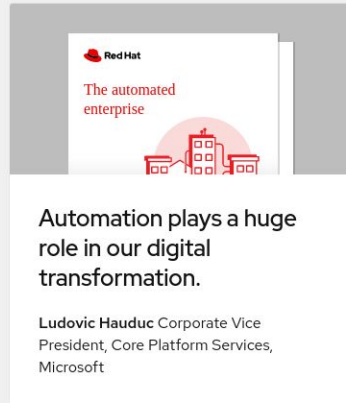 Red Hat
The automated
enterprise
Automation plays a huge
role in our digital
transformation.
Ludovic Hauduc Corporate Vice
President, Core Platform Services,
Microsoft